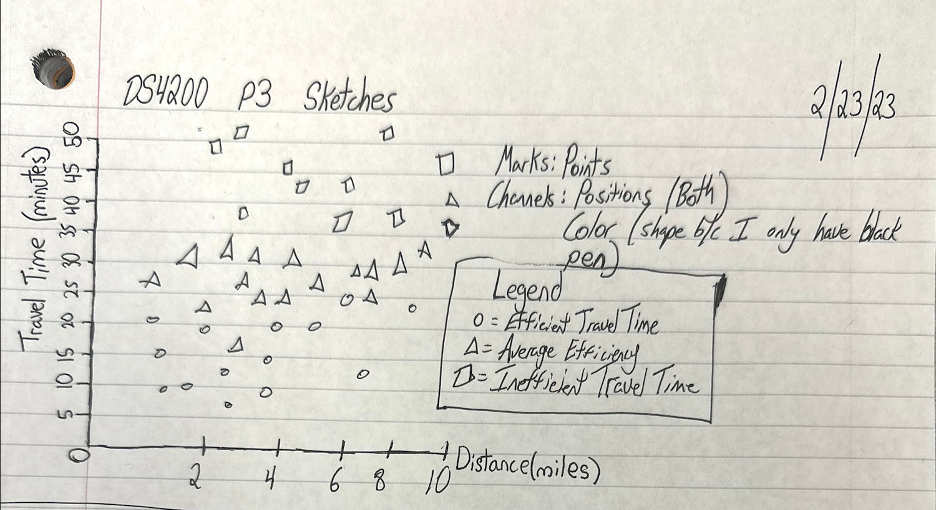 DS4200 P3 Sketches
2/23/23
Marks: Points
Channels: Positions (Both)
Color (shape b/c I only have black
pen)
Legend
O = Efficient Travel Time
Δ = Average Efficiency
□ = Inefficient Travel Time
Travel Time (minutes)
50
45
40
35
30
25
20
15
10
5
0
2 4 6 8 10 Distance(miles)